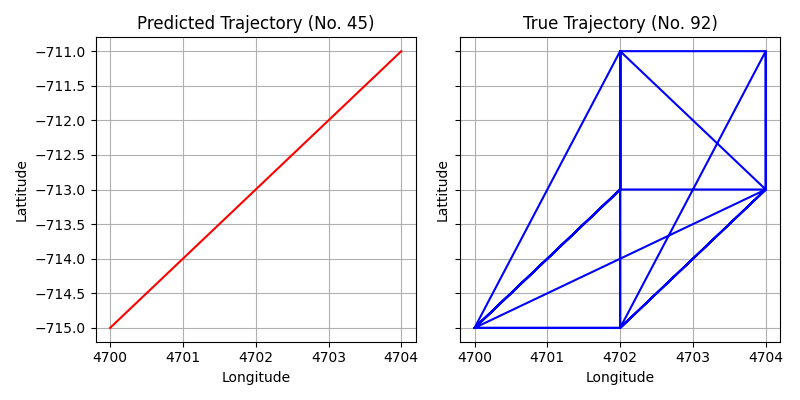 Predicted Trajectory (No. 45)
True Trajectory (No. 92)
−711.0
−711.5
−712.0
−712.5
−713.0
−713.5
−714.0
−714.5
−715.0
Lattitude
Lattitude
4700 4701 4702 4703 4704
4700 4701 4702 4703 4704
Longitude
Longitude